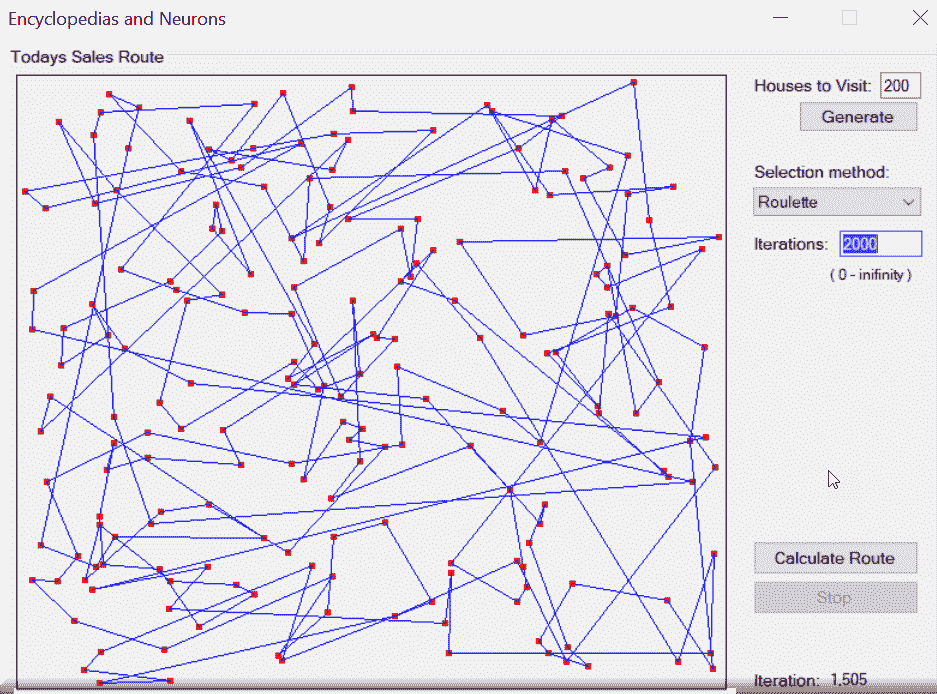 Encyclopedias and Neurons
Todays Sales Route
Houses to Visit: 200
Generate
Selection method:
Roulette
Iterations: 2000
( 0 - inifinity )
Calculate Route
Stop
Iteration: 1,505